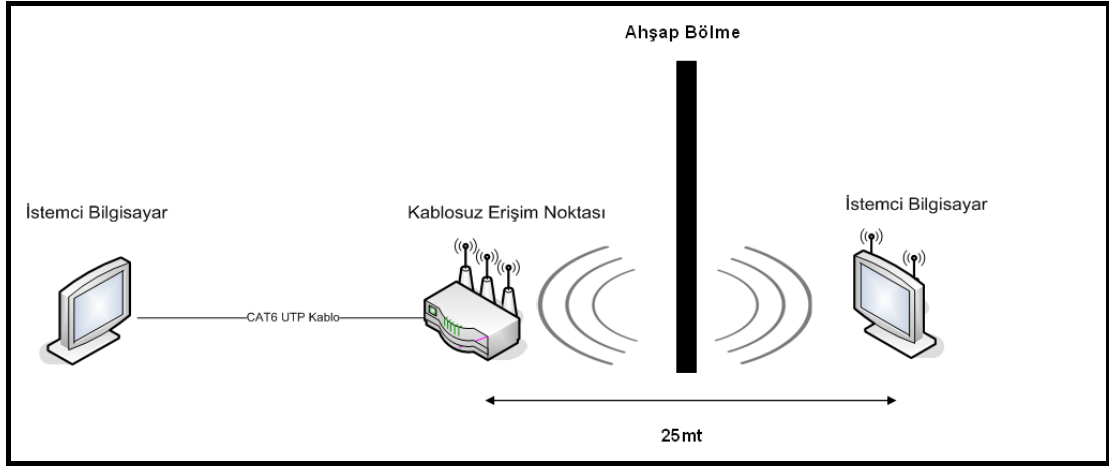 Ahşap Bölme
İstemci Bilgisayar
Kablosuz Erişim Noktası
İstemci Bilgisayar
CAT6 UTP Kablo
25mt